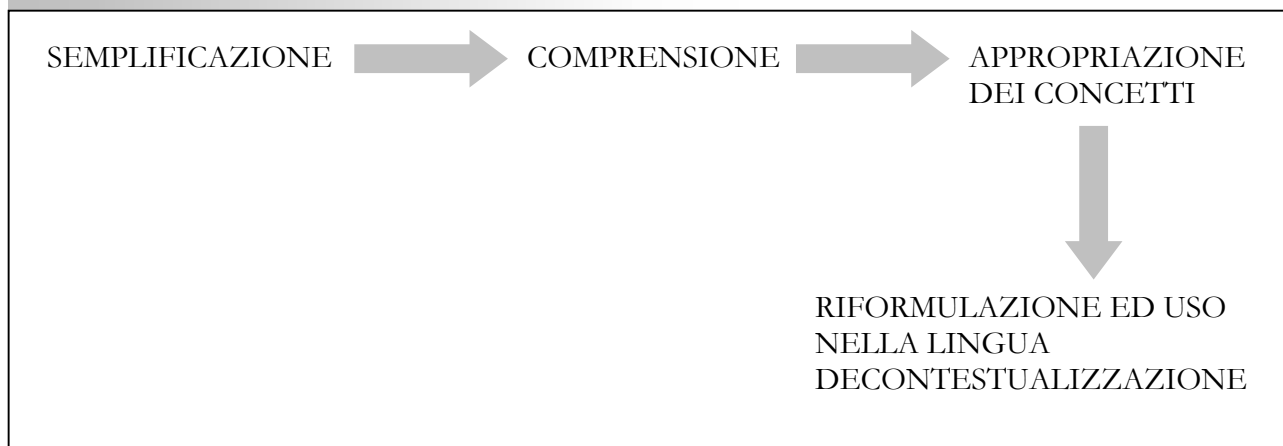 SEMPLIFICAZIONE
COMPRENSIONE
APPROPRIAZIONE
DEI CONCETTI
RIFORMULAZIONE ED USO
NELLA LINGUA
DECONTESTUALIZZAZIONE